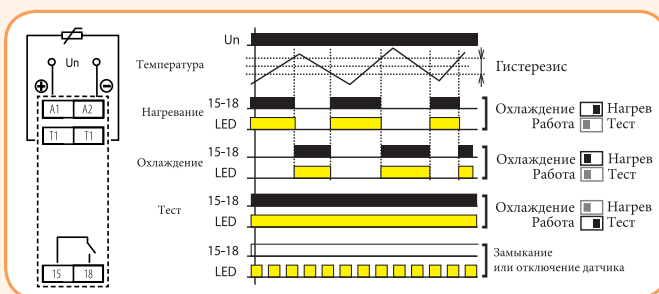 Un
A1 A2
T1 T1
15 18
Un
Температура
Гистерезис
Нагревание
15-18
LED
Охлаждение Нагрев
Работа Тест
Охлаждение
15-18
LED
Охлаждение Нагрев
Работа Тест
Тест
15-18
LED
Охлаждение Нагрев
Работа Тест
15-18
LED
Замыкание
или отключение датчика